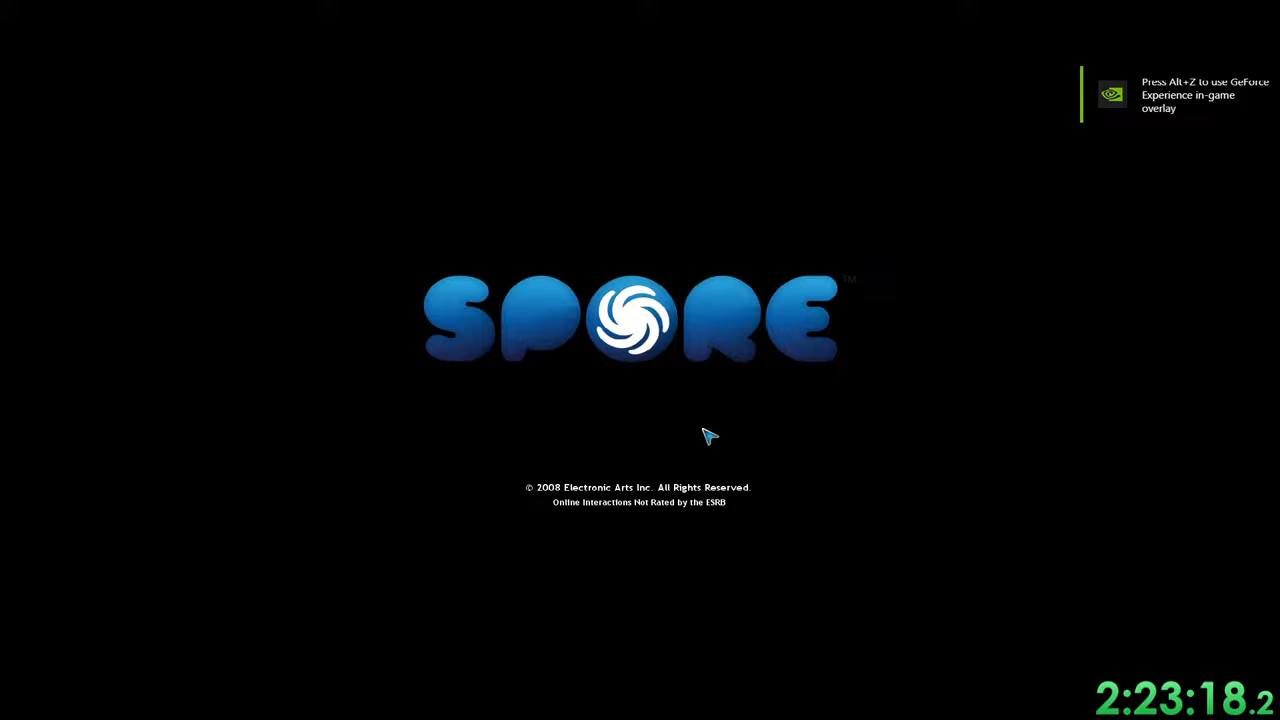 Press Alt+Z to use GeForce
Experience in-game
overlay
SPORE™
© 2008 Electronic Arts Inc. All Rights Reserved.
Online Interactions Not Rated by the ESRB
2:23:18.2